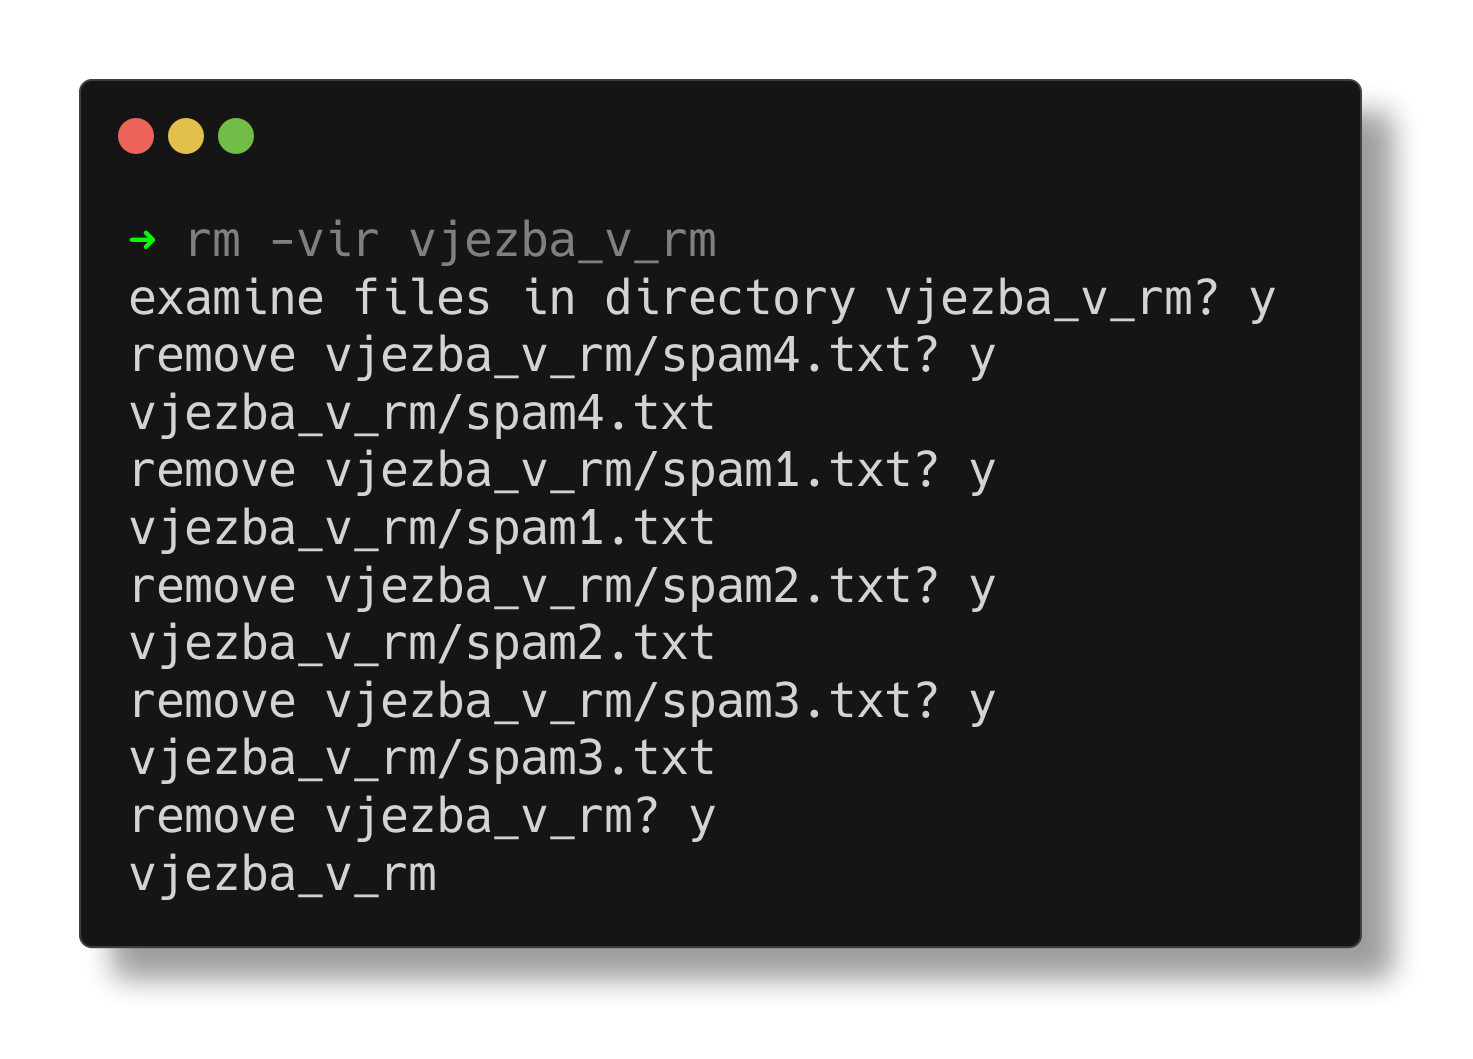 ➜ rm -vir vjezba_v_rm
examine files in directory vjezba_v_rm? y
remove vjezba_v_rm/spam4.txt? y
vjezba_v_rm/spam4.txt
remove vjezba_v_rm/spam1.txt? y
vjezba_v_rm/spam1.txt
remove vjezba_v_rm/spam2.txt? y
vjezba_v_rm/spam2.txt
remove vjezba_v_rm/spam3.txt? y
vjezba_v_rm/spam3.txt
remove vjezba_v_rm? y
vjezba_v_rm